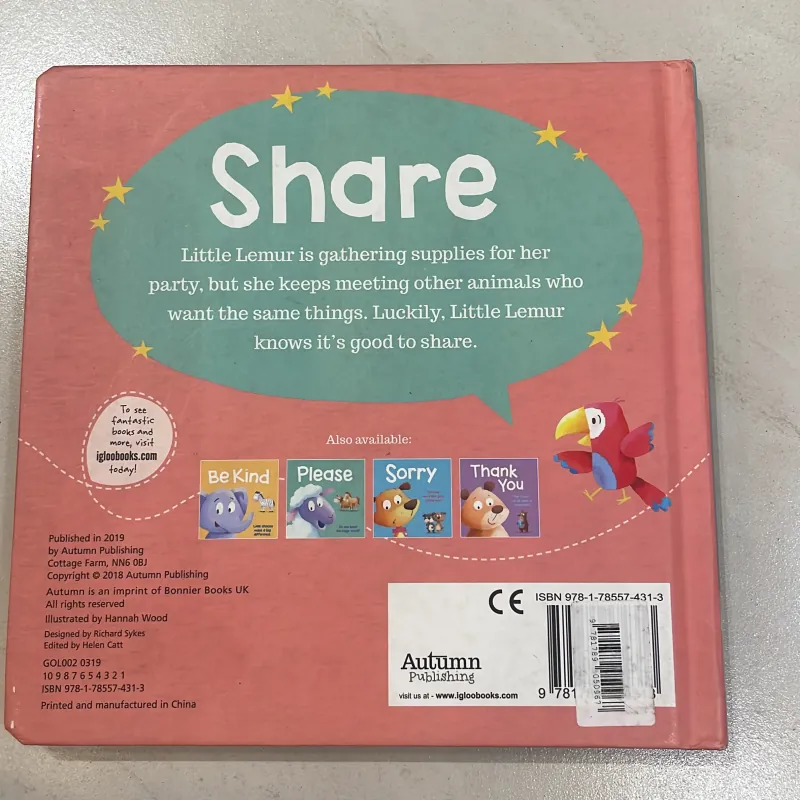 Share
Little Lemur is gathering supplies for her
party, but she keeps meeting other animals who
want the same things. Luckily, Little Lemur
knows it's good to share.
To see
fantastic
books and
more, visit
igloobooks.com
today!
Also available:
Be Kind
Please
Sorry
Thank
You
Published in 2019
by Autumn Publishing
Cottage Farm, NN6 0BJ
Copyright © 2018 Autumn Publishing
Autumn is an imprint of Bonnier Books UK
All rights reserved
Illustrated by Hannah Wood
Designed by Richard Sykes
Edited by Helen Catt
GOL002 0319
10 9 8 7 6 5 4 3 2 1
ISBN 978-1-78557-431-3
Printed and manufactured in China
CE
ISBN 978-1-78557-431-3
Autumn
Publishing
visit us at - www.igloobooks.com
9 781